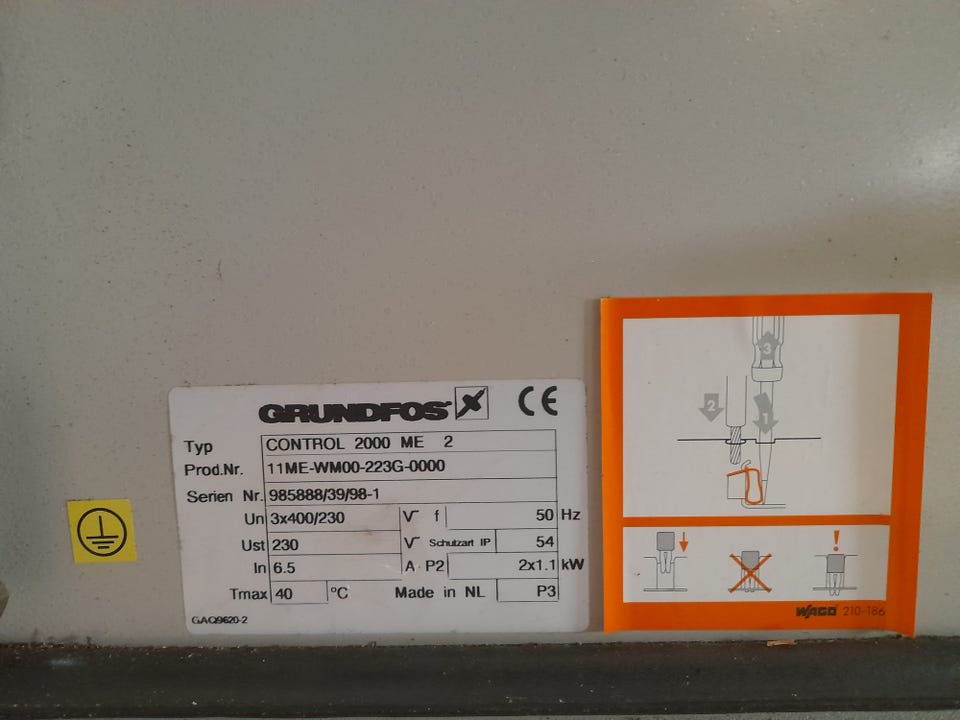 GRUNDFOS CE
Typ CONTROL 2000 ME 2
Prod.Nr. 11ME-WM00-223G-0000
Serien Nr. 985888/39/98-1
Un 3x400/230 V f 50 Hz
Ust 230 V Schutzart IP 54
In 6.5 A P2 2x1.1 kW
Tmax 40 °C Made in NL P3
GAQ9620-2
3
2
1
!
WAGO 210-186